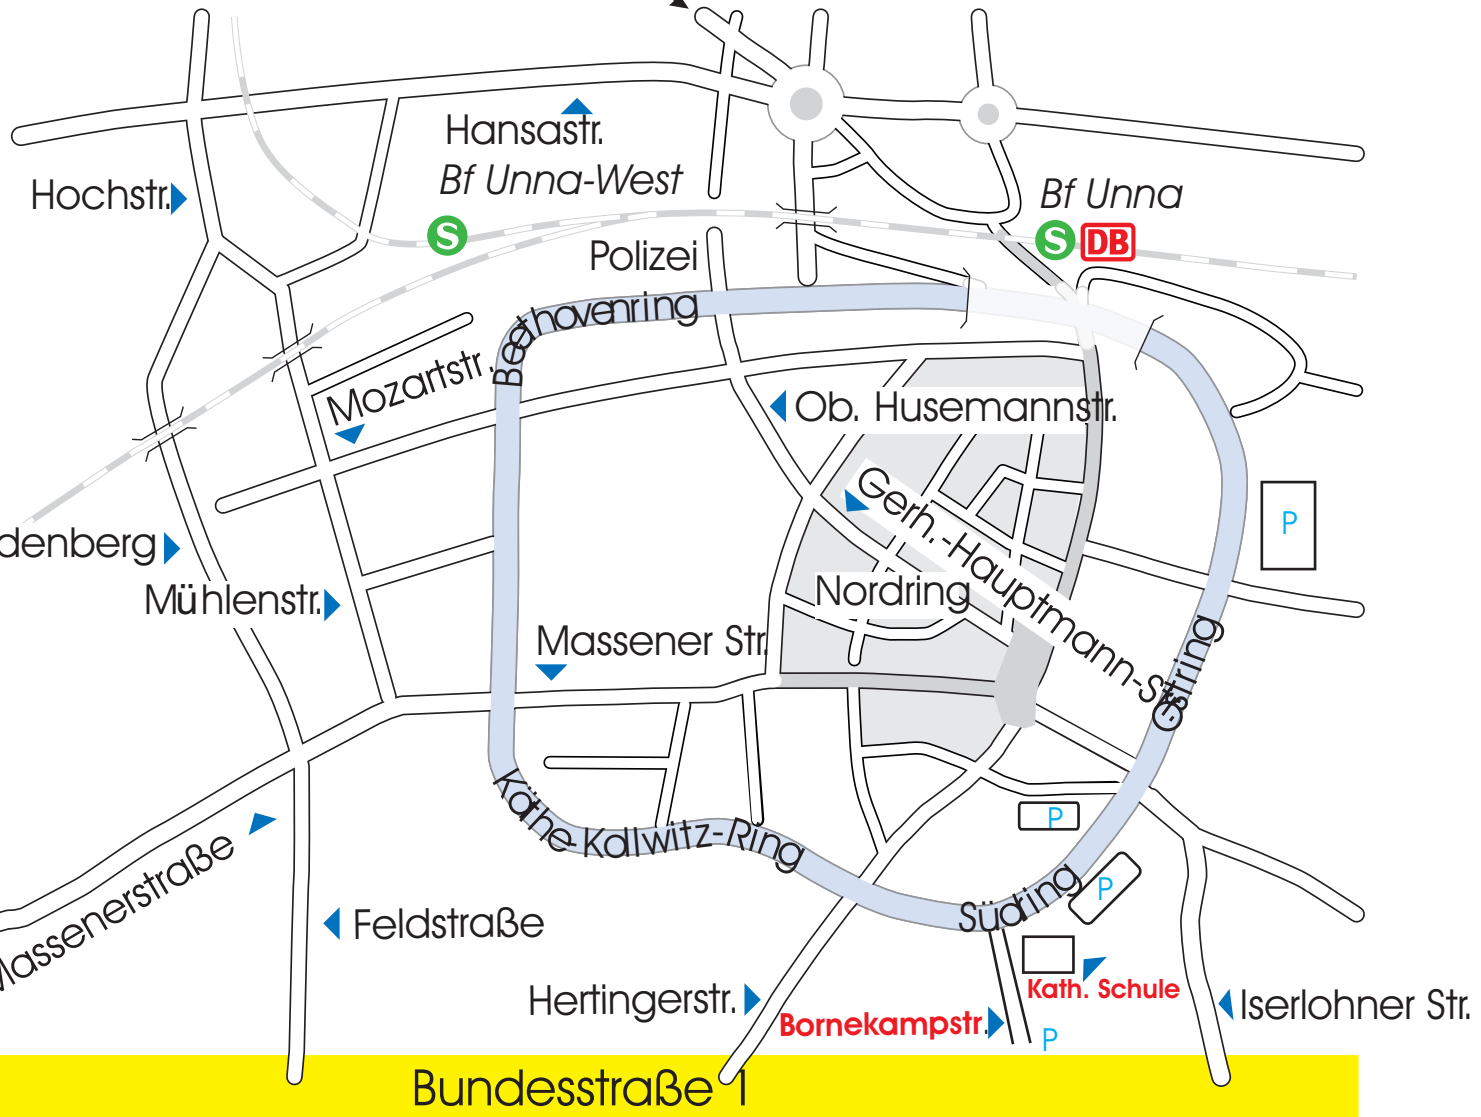 Hansastr.
Bf Unna-West
Hochstr.
Bf Unna
S
S
DB
Polizei
Beethovenring
Mozartstr.
Ob. Husemannstr.
Gerh.-Hauptmann-Str.
P
denberg
Mühlenstr.
Nordring
Massener Str.
Ostring
Käthe-Kollwitz-Ring
P
Massenerstraße
P
Südring
Feldstraße
Kath. Schule
Hertingerstr.
Bornekampstr.
Iserlohner Str.
P
Bundesstraße 1